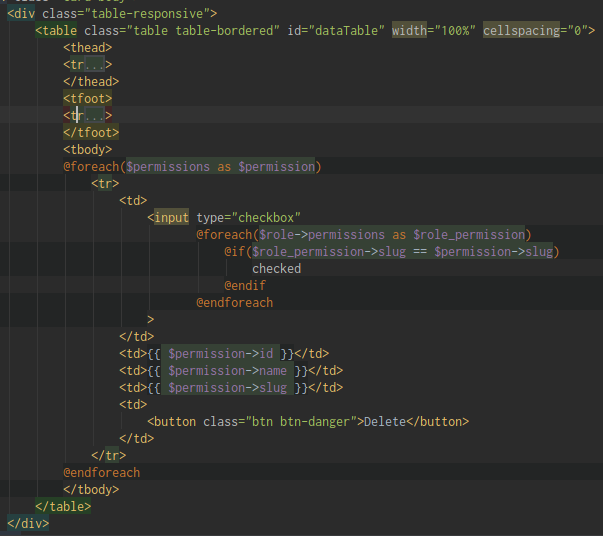 <div class="table-responsive">
<table class="table table-bordered" id="dataTable" width="100%" cellspacing="0">
<thead>
<tr...>
</thead>
<tfoot>
<tr...>
</tfoot>
<tbody>
@foreach($permissions as $permission)
<tr>
<td>
<input type="checkbox"
@foreach($role->permissions as $role_permission)
@if($role_permission->slug == $permission->slug)
checked
@endif
@endforeach
>
</td>
<td>{{ $permission->id }}</td>
<td>{{ $permission->name }}</td>
<td>{{ $permission->slug }}</td>
<td>
<button class="btn btn-danger">Delete</button>
</td>
</tr>
@endforeach
</tbody>
</table>
</div>